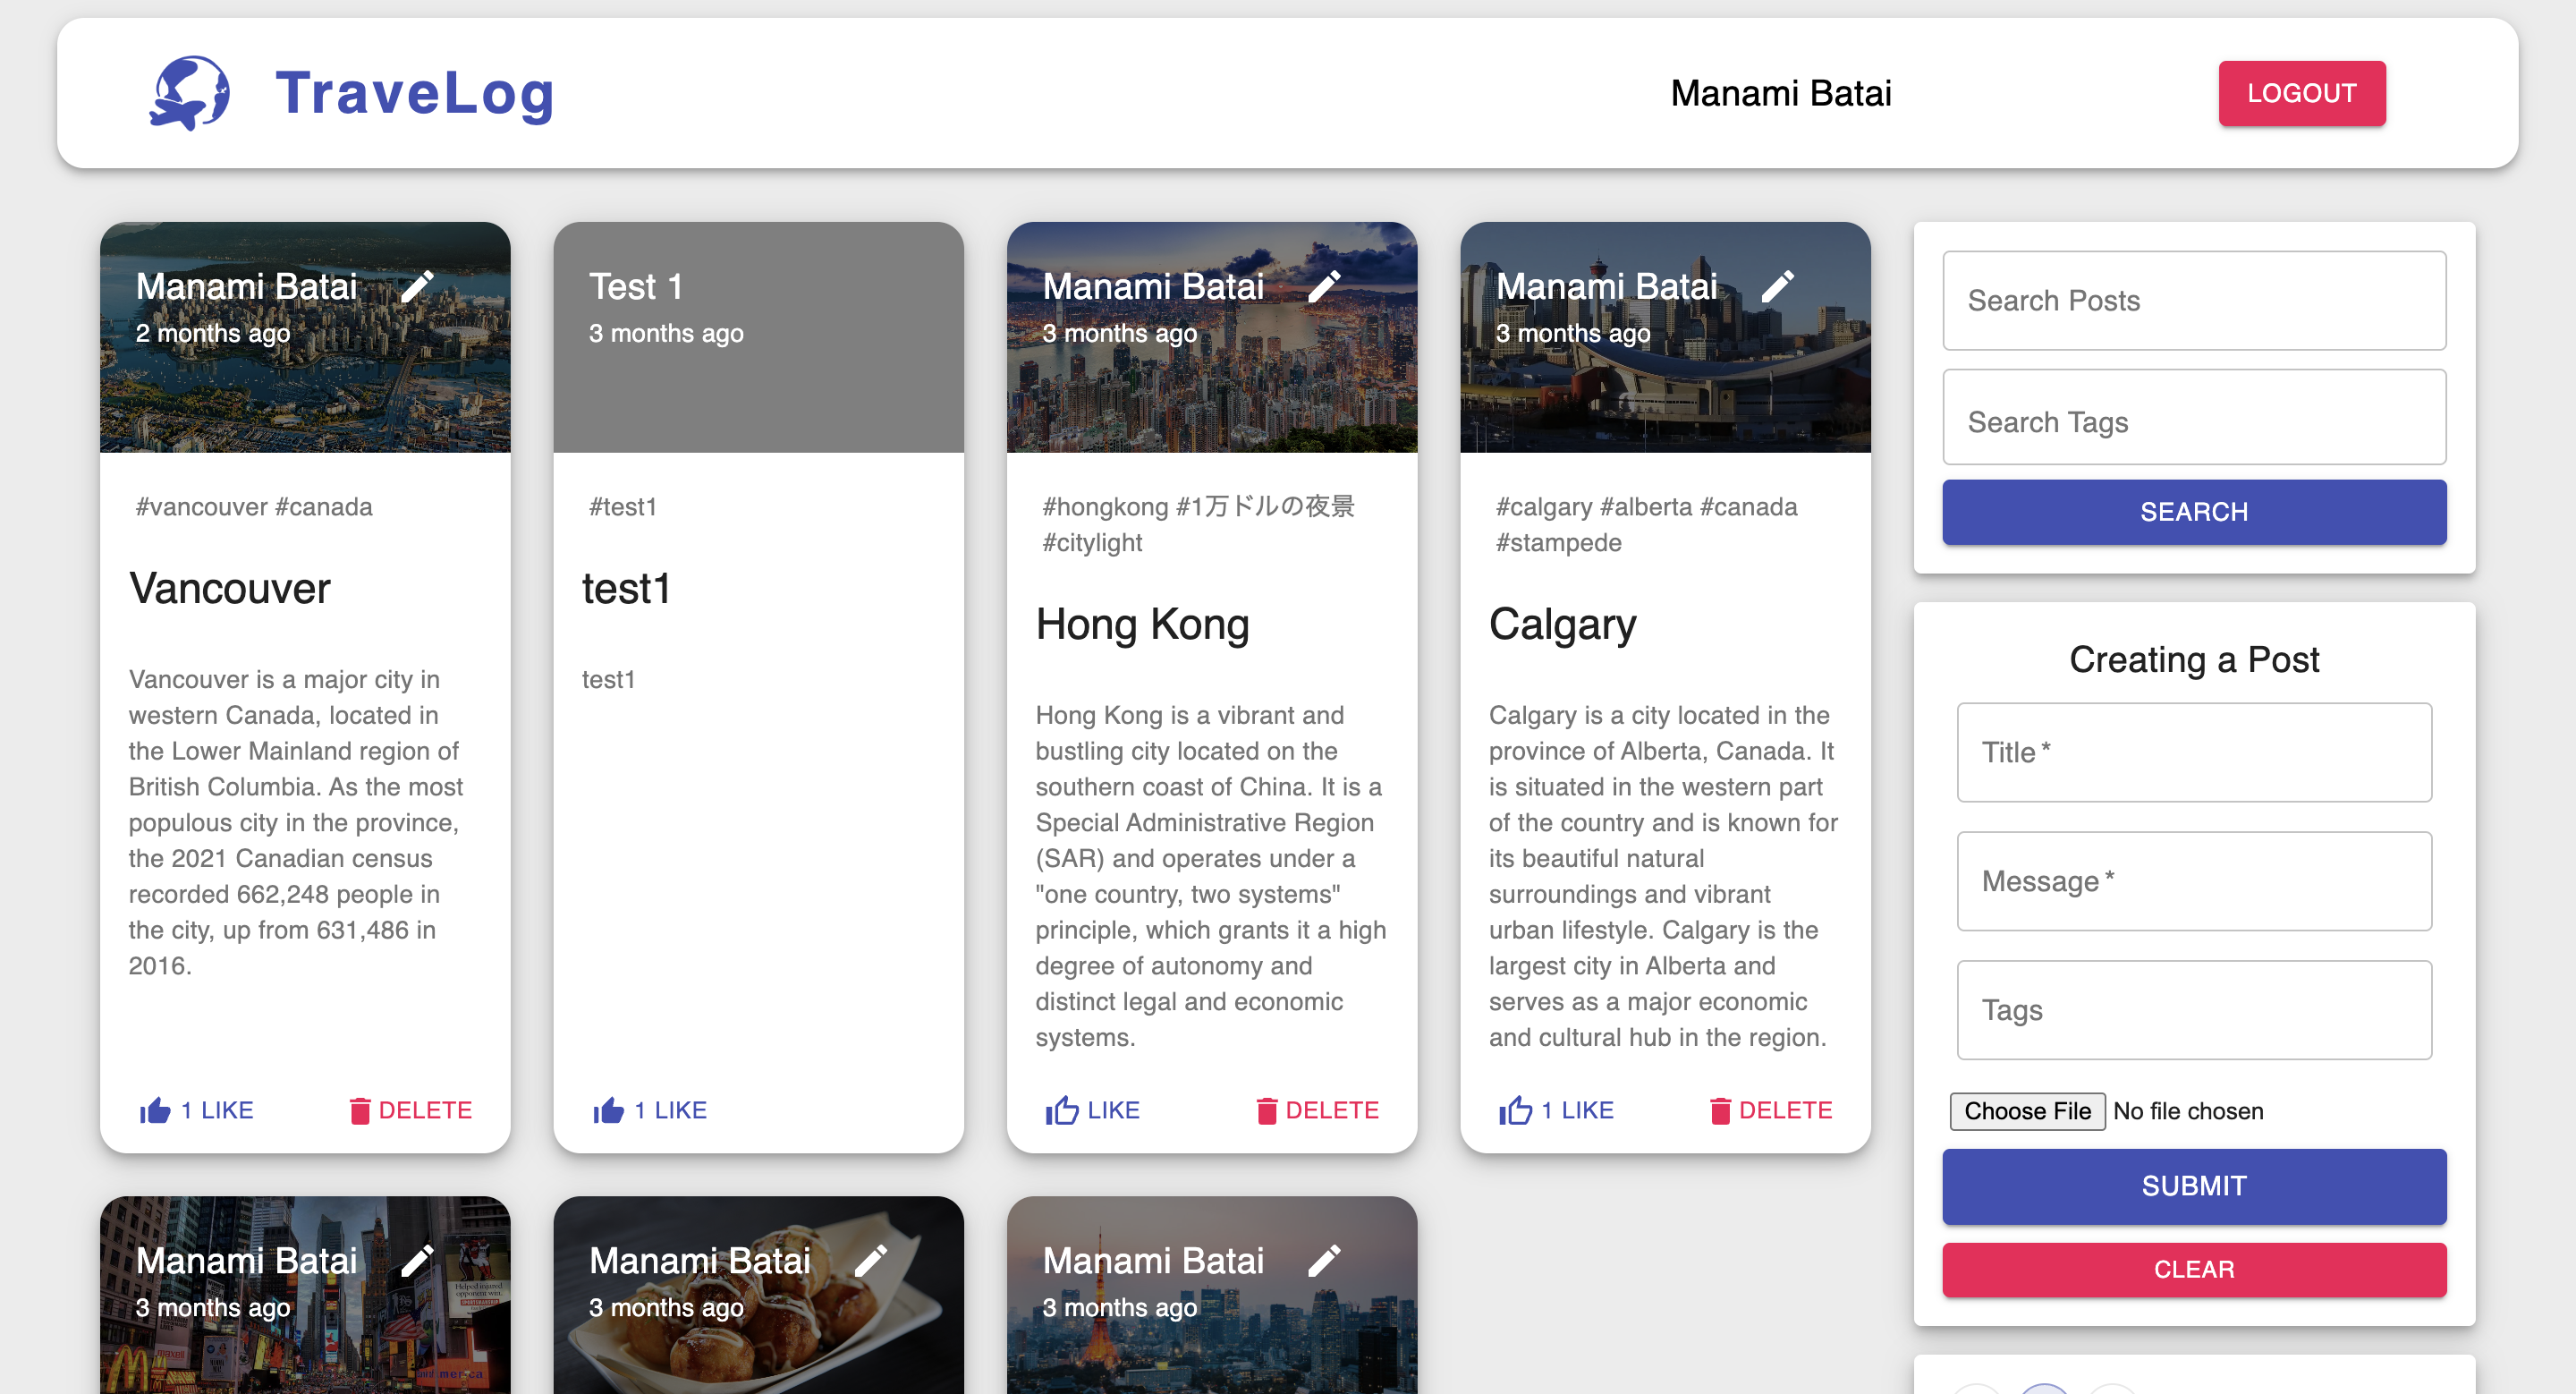 TraveLog
Manami Batai
LOGOUT
Manami Batai
2 months ago
#vancouver #canada
Vancouver
Vancouver is a major city in
western Canada, located in
the Lower Mainland region of
British Columbia. As the most
populous city in the province,
the 2021 Canadian census
recorded 662,248 people in
the city, up from 631,486 in
2016.
1 LIKE
DELETE
Test 1
3 months ago
#test1
test1
test1
1 LIKE
Manami Batai
3 months ago
#hongkong #1万ドルの夜景
#citylight
Hong Kong
Hong Kong is a vibrant and
bustling city located on the
southern coast of China. It is a
Special Administrative Region
(SAR) and operates under a
"one country, two systems"
principle, which grants it a high
degree of autonomy and
distinct legal and economic
systems.
LIKE
DELETE
Manami Batai
3 months ago
#calgary #alberta #canada
#stampede
Calgary
Calgary is a city located in the
province of Alberta, Canada. It
is situated in the western part
of the country and is known for
its beautiful natural
surroundings and vibrant
urban lifestyle. Calgary is the
largest city in Alberta and
serves as a major economic
and cultural hub in the region.
1 LIKE
DELETE
Manami Batai
3 months ago
Manami Batai
3 months ago
Manami Batai
3 months ago
Search Posts
Search Tags
SEARCH
Creating a Post
Title *
Message *
Tags
Choose File No file chosen
SUBMIT
CLEAR